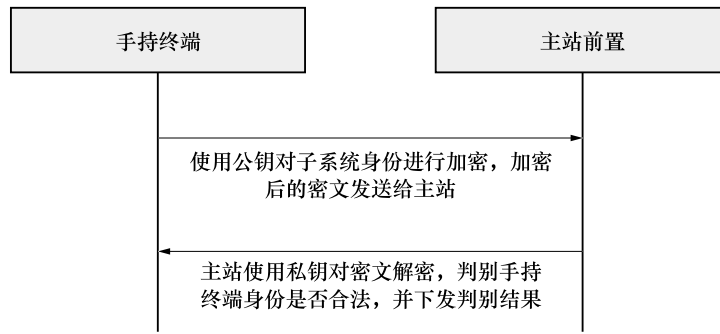 手持终端
主站前置
使用公钥对子系统身份进行加密，加密
后的密文发送给主站
主站使用私钥对密文解密，判别手持
终端身份是否合法，并下发判别结果